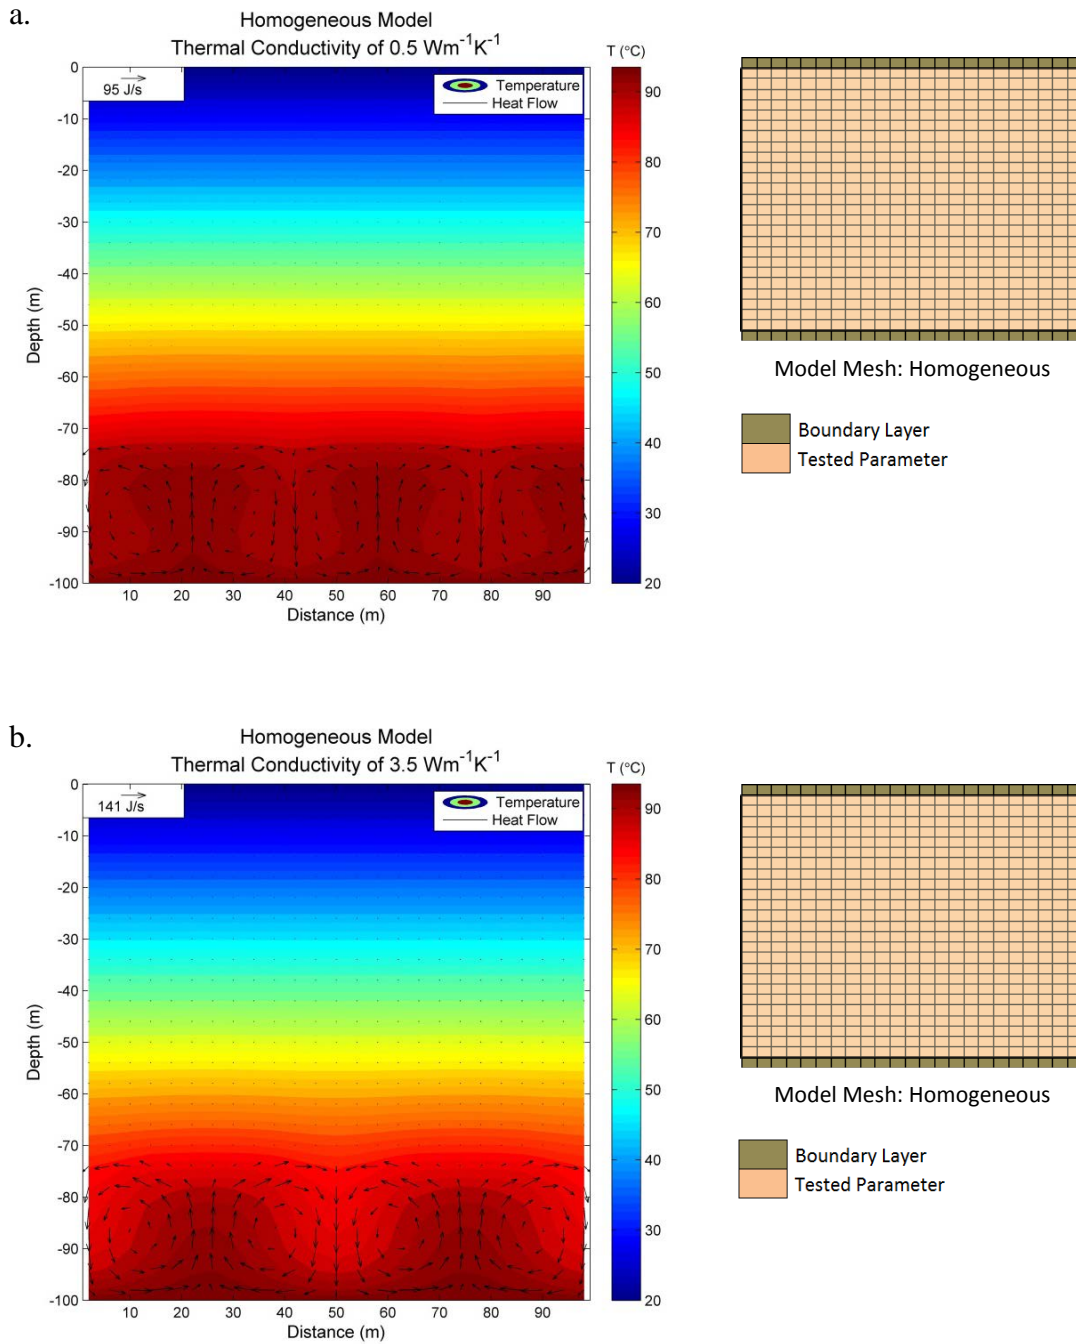 a.
Homogeneous Model
Thermal Conductivity of 0.5 Wm⁻¹K⁻¹
T (°C)
95 J/s
Temperature
Heat Flow
0
-10
-20
-30
-40
-50
-60
-70
-80
-90
-100
Depth (m)
10 20 30 40 50 60 70 80 90
Distance (m)
90
80
70
60
50
40
30
20
Model Mesh: Homogeneous
Boundary Layer
Tested Parameter
b.
Homogeneous Model
Thermal Conductivity of 3.5 Wm⁻¹K⁻¹
T (°C)
141 J/s
Temperature
Heat Flow
0
-10
-20
-30
-40
-50
-60
-70
-80
-90
-100
Depth (m)
10 20 30 40 50 60 70 80 90
Distance (m)
90
80
70
60
50
40
30
20
Model Mesh: Homogeneous
Boundary Layer
Tested Parameter